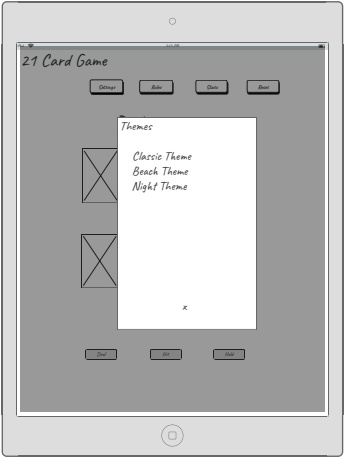 21 Card Game
Settings Rules Stats Reset
Themes
Classic Theme
Beach Theme
Night Theme
x
Deal Hit Hold